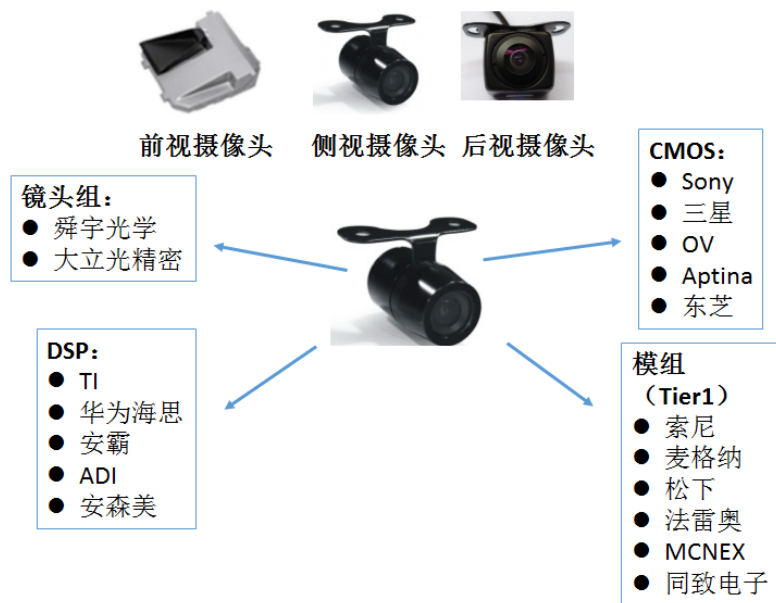 前视摄像头
侧视摄像头
后视摄像头
镜头组：
● 舜宇光学
● 大立光精密
CMOS：
● Sony
● 三星
● OV
● Aptina
● 东芝
DSP：
● TI
● 华为海思
● 安霸
● ADI
● 安森美
模组
（Tier1）
● 索尼
● 麦格纳
● 松下
● 法雷奥
● MCNEX
● 同致电子